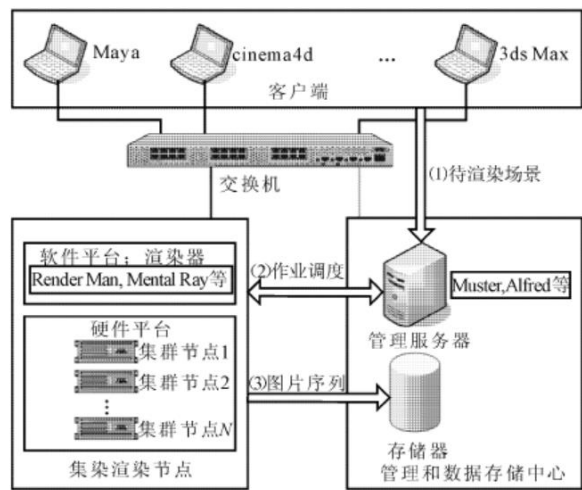 Maya
cinema4d
...
3ds Max
客户端
交换机
(1)待渲染场景
软件平台；渲染器
Render Man, Mental Ray等
(2)作业调度
Muster,Alfred等
管理服务器
硬件平台
集群节点1
集群节点2
⋮
集群节点N
(3)图片序列
存储器
集染渲染节点
管理和数据存储中心